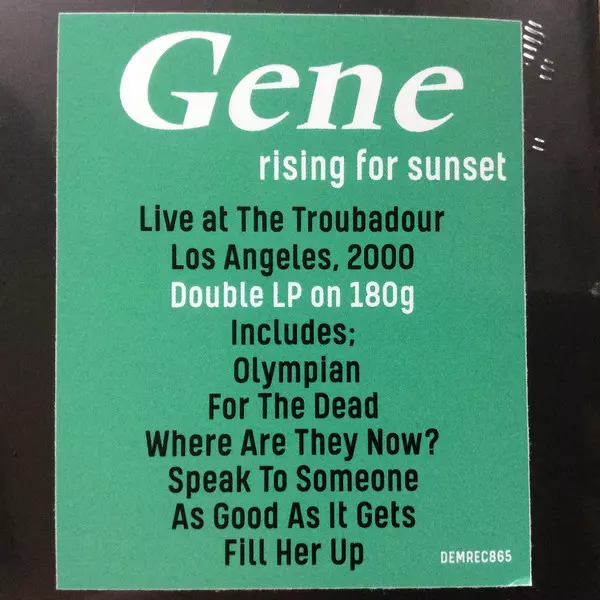 Gene
rising for sunset
Live at The Troubadour
Los Angeles, 2000
Double LP on 180g
Includes;
Olympian
For The Dead
Where Are They Now?
Speak To Someone
As Good As It Gets
Fill Her Up
DEMREC865